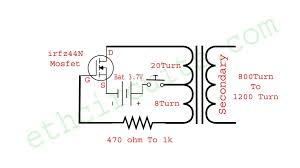 irfz44N
Mosfet
D
G
S
Bat 3.7V
20Turn
8Turn
Secondary
800Turn
To
1200 Turn
470 ohm To 1k